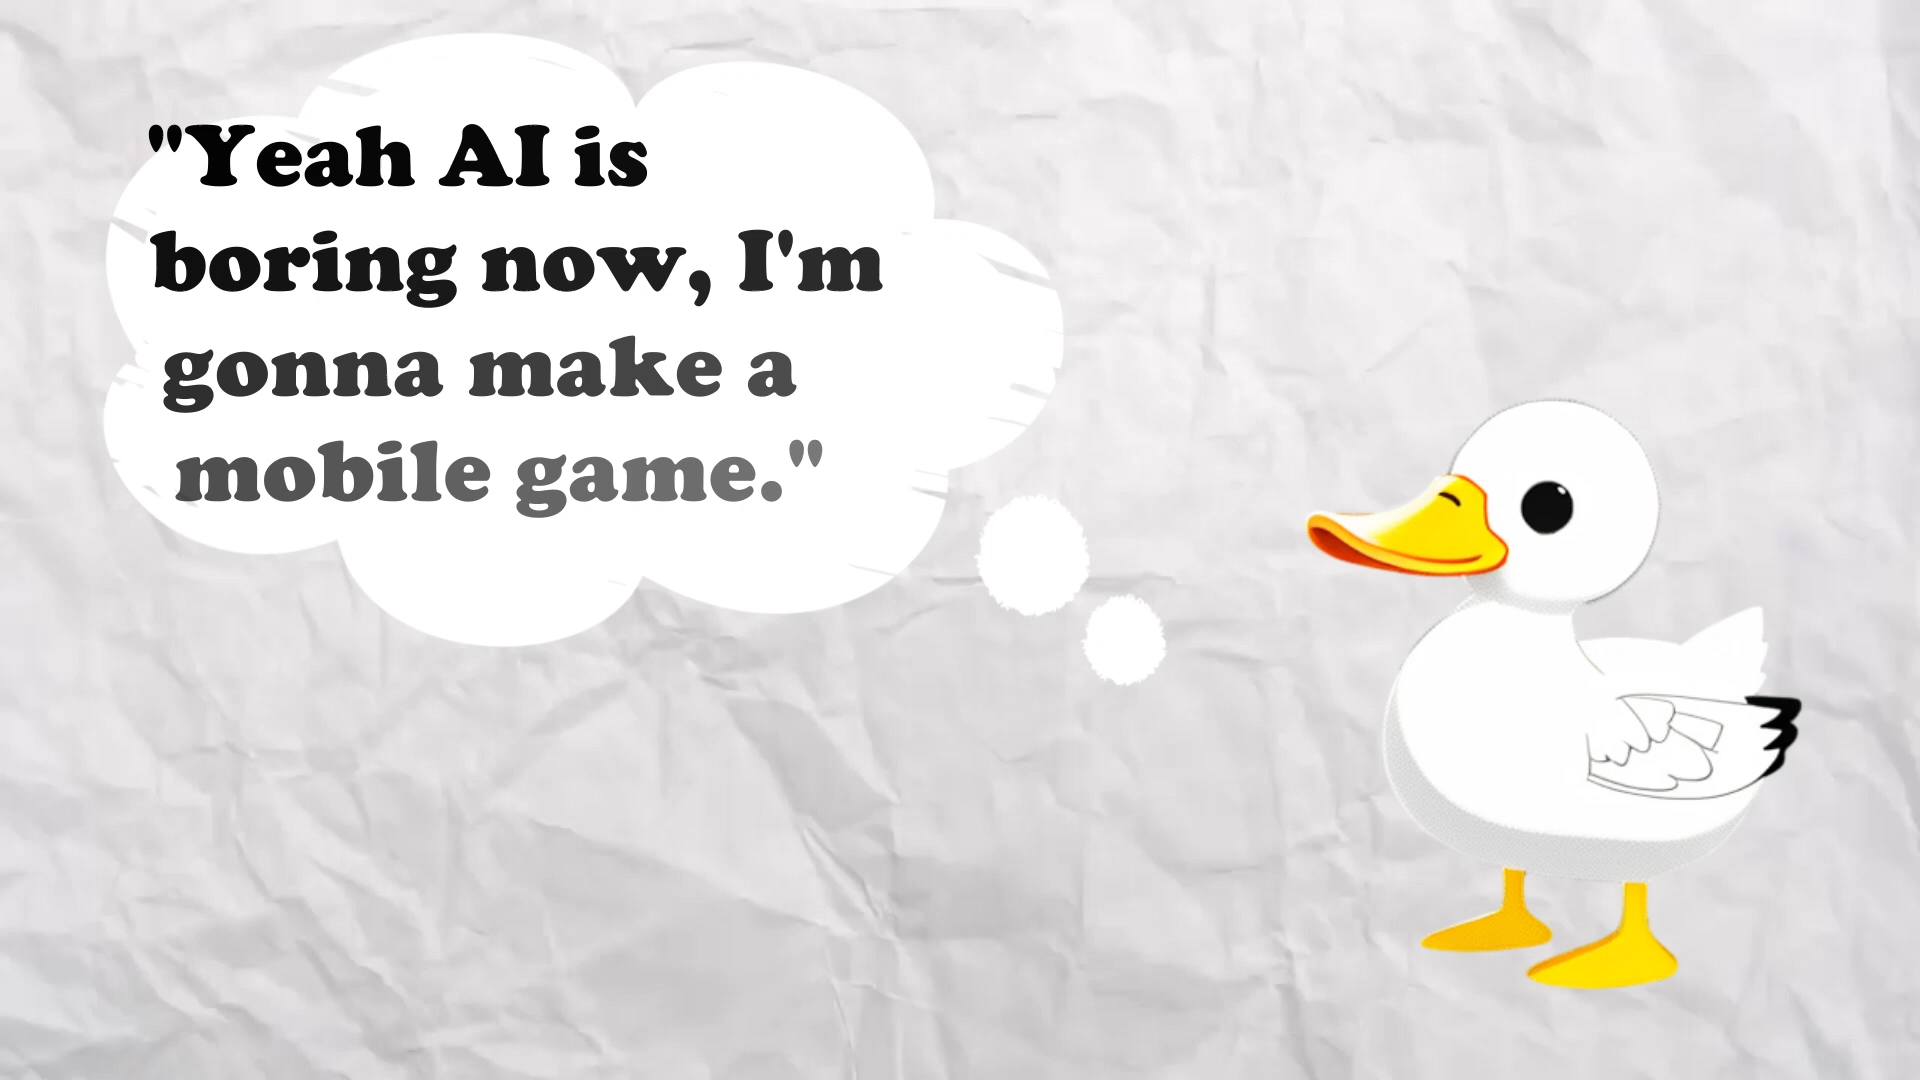 "Yeah AI is
boring now, I'm
gonna make a
mobile game."